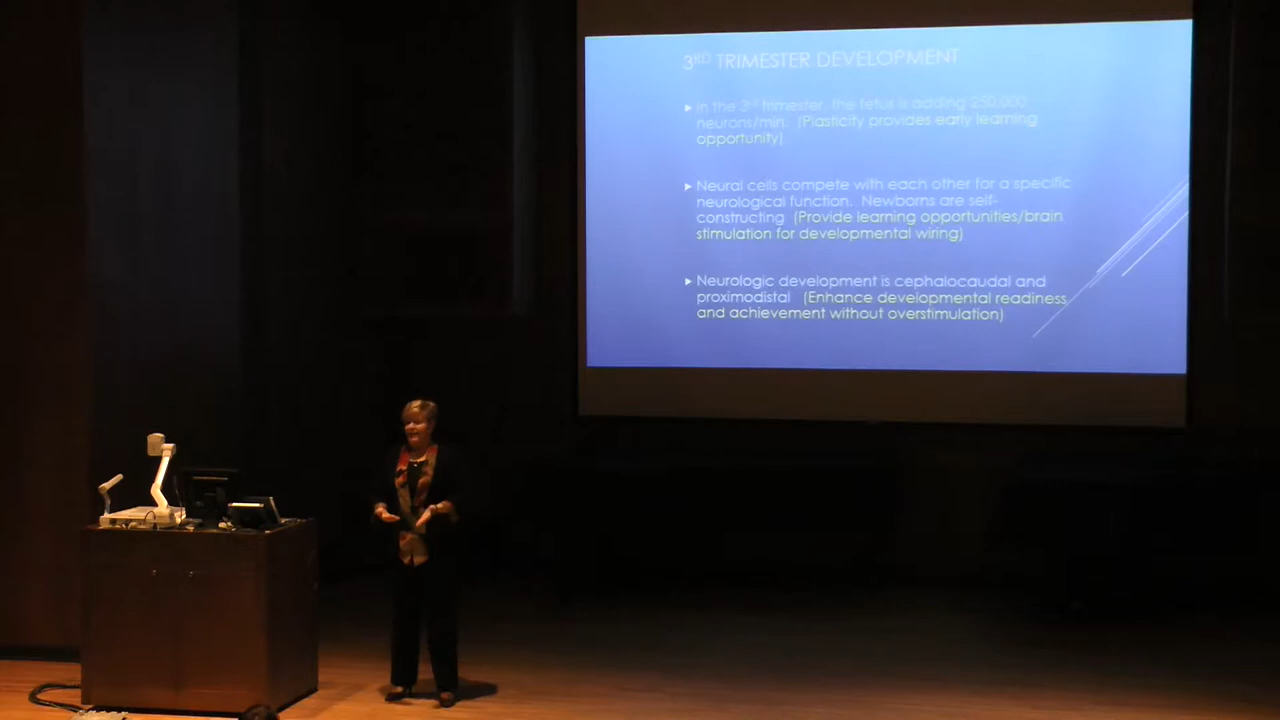 3RD TRIMESTER DEVELOPMENT
In the 3rd trimester, the fetus is adding 250,000
neurons/min. (Plasticity provides early learning
opportunity)
Neural cells compete with each other for a specific
neurological function. Newborns are self-
constructing (Provide learning opportunities/brain
stimulation for developmental wiring)
Neurologic development is cephalocaudal and
proximodistal (Enhance developmental readiness
and achievement without overstimulation)